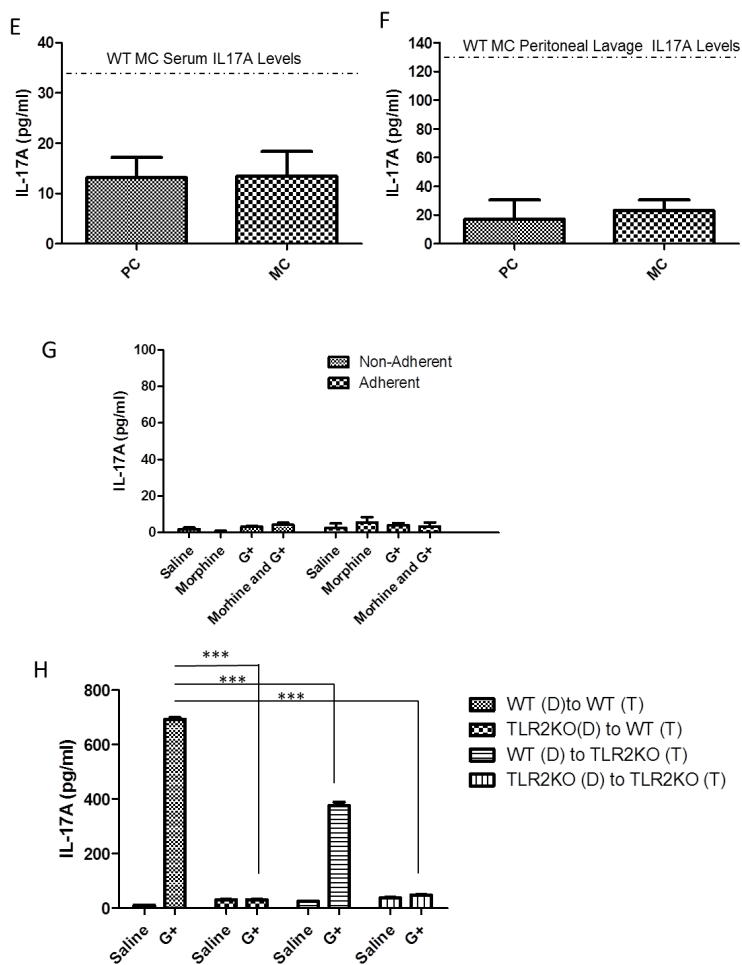 E
WT MC Serum IL17A Levels
IL-17A (pg/ml)
40
30
20
10
0
PC
MC
F
WT MC Peritoneal Lavage IL17A Levels
IL-17A (pg/ml)
140
120
100
80
60
40
20
0
PC
MC
G
IL-17A (pg/ml)
100
80
60
40
20
0
Non-Adherent
Adherent
Saline
Morphine
G+
Morhine and G+
Saline
Morphine
G+
Morhine and G+
H
IL-17A (pg/ml)
800
600
400
200
0
***
***
***
WT (D)to WT (T)
TLR2KO(D) to WT (T)
WT (D) to TLR2KO (T)
TLR2KO (D) to TLR2KO (T)
Saline
G+
Saline
G+
Saline
G+
Saline
G+